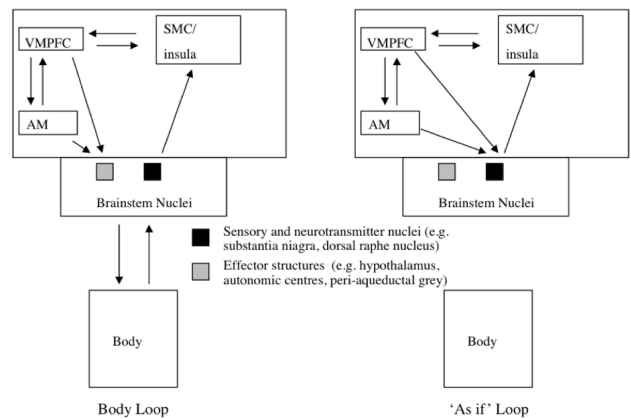 VMPFC
SMC/
insula
AM
Brainstem Nuclei
VMPFC
SMC/
insula
AM
Brainstem Nuclei
Sensory and neurotransmitter nuclei (e.g.
substantia niagra, dorsal raphe nucleus)
Effector structures (e.g. hypothalamus,
autonomic centres, peri-aqueductal grey)
Body
Body
Body Loop
‘As if’ Loop